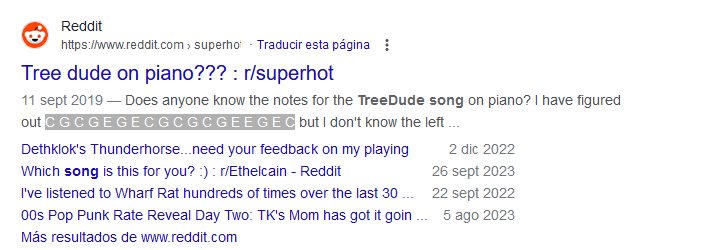 Reddit
https://www.reddit.com › superhot · Traducir esta página
Tree dude on piano??? : r/superhot
11 sept 2019 — Does anyone know the notes for the TreeDude song on piano? I have figured
out C G C G E G E C G C G C G E E G E C but I don't know the left ...
Dethklok's Thunderhorse...need your feedback on my playing 2 dic 2022
Which song is this for you? :) : r/Ethelcain - Reddit 26 sept 2023
I've listened to Wharf Rat hundreds of times over the last 30 ... 22 sept 2022
00s Pop Punk Rate Reveal Day Two: TK's Mom has got it goin ... 5 ago 2023
Más resultados de www.reddit.com